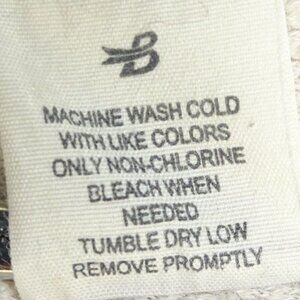 B
MACHINE WASH COLD
WITH LIKE COLORS
ONLY NON-CHLORINE
BLEACH WHEN
NEEDED
TUMBLE DRY LOW
REMOVE PROMPTLY